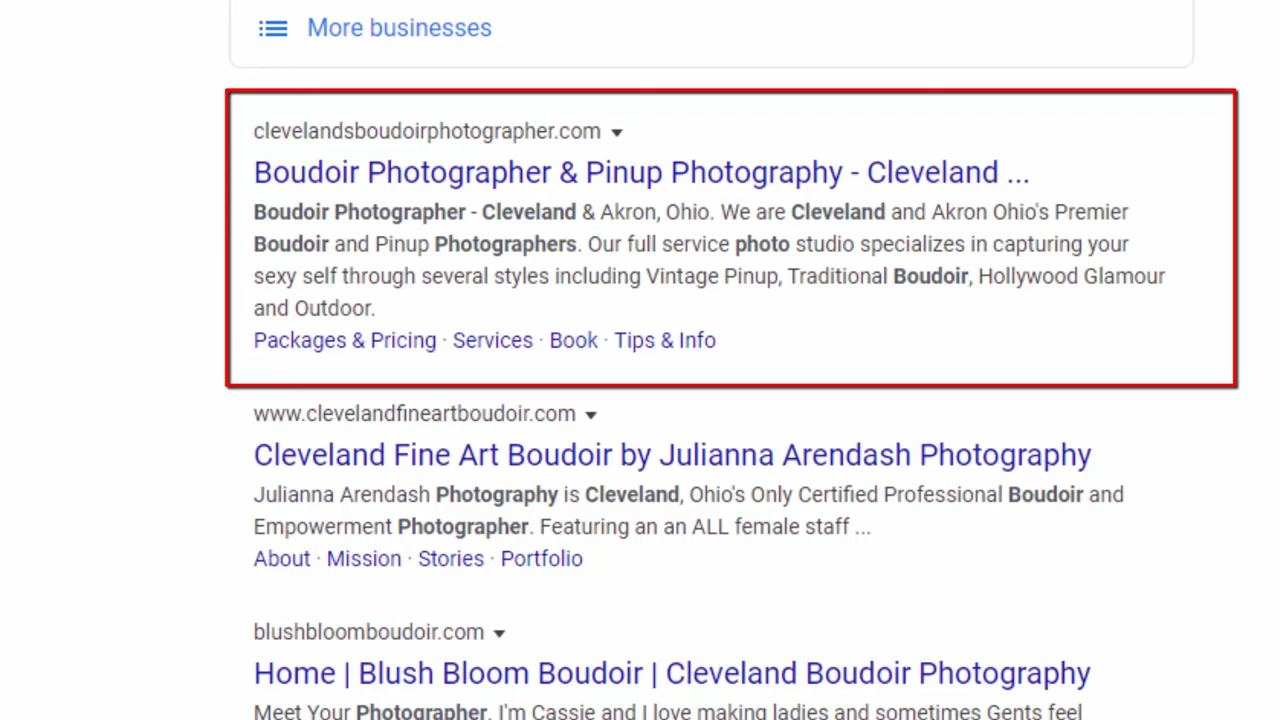 More businesses
clevelandsboudoirphotographer.com
Boudoir Photographer & Pinup Photography - Cleveland ...
Boudoir Photographer - Cleveland & Akron, Ohio. We are Cleveland and Akron Ohio's Premier
Boudoir and Pinup Photographers. Our full service photo studio specializes in capturing your
sexy self through several styles including Vintage Pinup, Traditional Boudoir, Hollywood Glamour
and Outdoor.
Packages & Pricing · Services · Book · Tips & Info
www.clevelandfineartboudoir.com
Cleveland Fine Art Boudoir by Julianna Arendash Photography
Julianna Arendash Photography is Cleveland, Ohio's Only Certified Professional Boudoir and
Empowerment Photographer. Featuring an an ALL female staff ...
About · Mission · Stories · Portfolio
blushbloomboudoir.com
Home | Blush Bloom Boudoir | Cleveland Boudoir Photography
Meet Your Photographer. I'm Cassie and I love making ladies and sometimes Gents feel